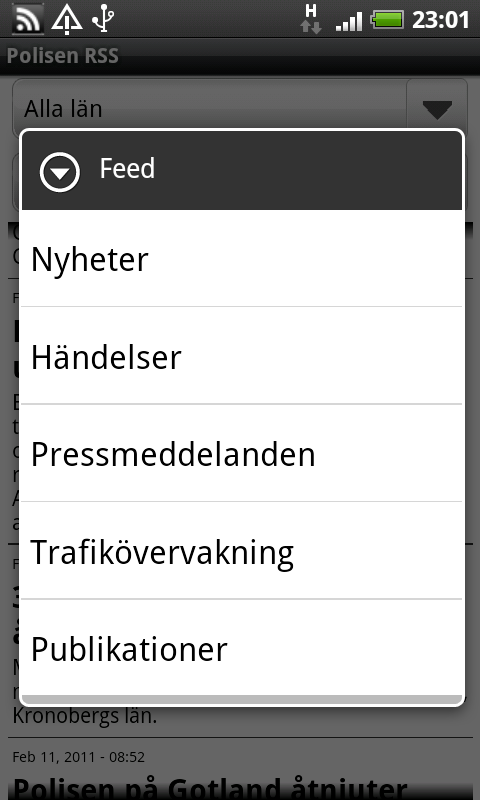 H
23:01
Polisen RSS
Alla län
Feed
Nyheter
Händelser
Pressmeddelanden
Trafikövervakning
Publikationer
Kronobergs län.
Feb 11, 2011 - 08:52
Polisen på Gotland åtnjuter